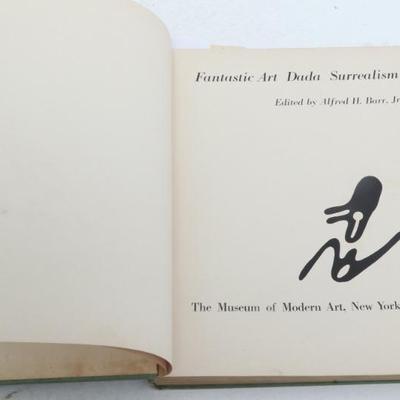 Fantastic Art Dada Surrealism
Edited by Alfred H. Barr, Jr
The Museum of Modern Art, New York